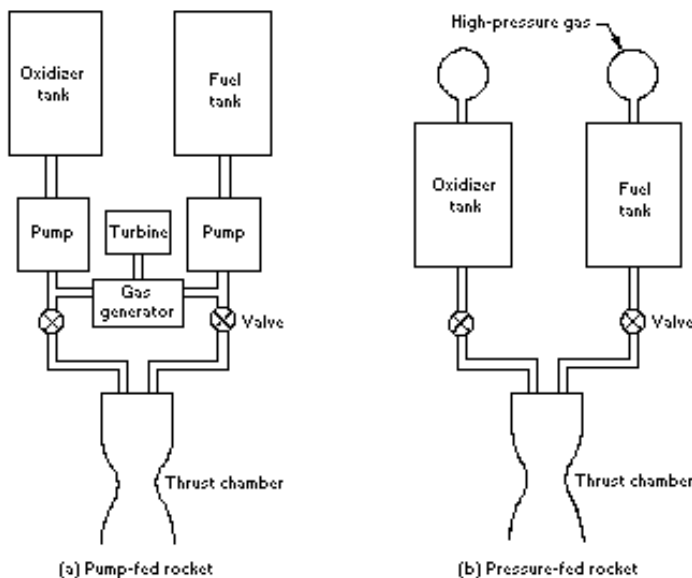 High-pressure gas
Oxidizer
tank
Fuel
tank
Pump
Turbine
Pump
Gas
generator
Valve
Thrust chamber
(a) Pump-fed rocket
Oxidizer
tank
Fuel
tank
Valve
Thrust chamber
(b) Pressure-fed rocket